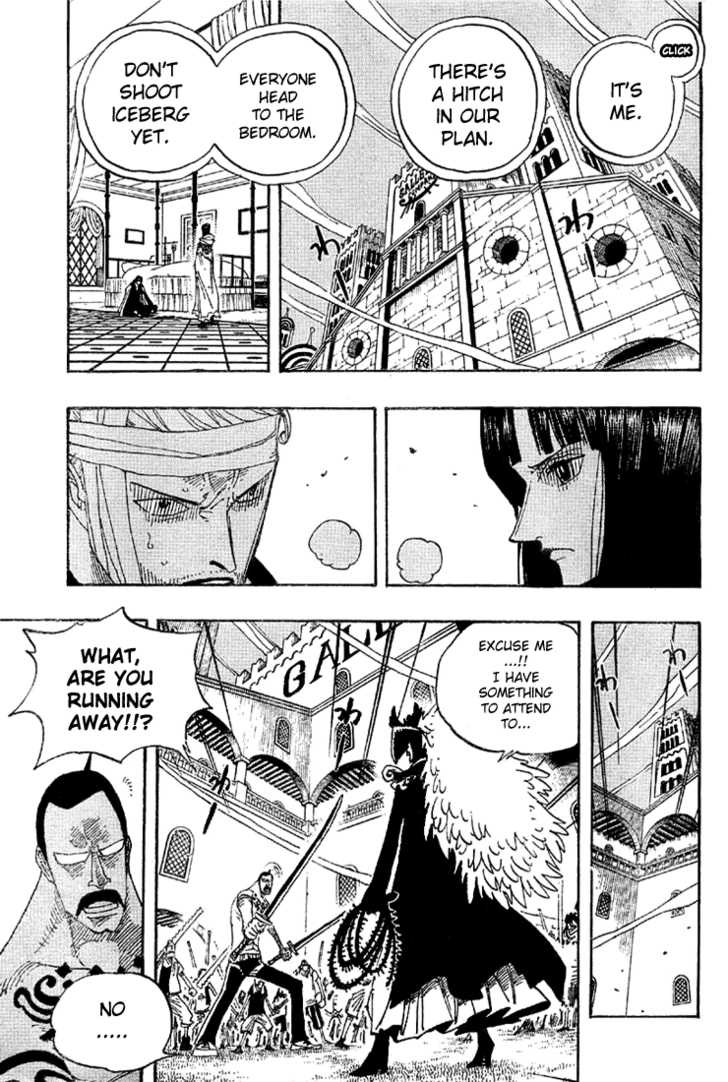 CLICK
IT'S
ME.
THERE'S
A HITCH
IN OUR
PLAN.
EVERYONE
HEAD
TO THE
BEDROOM.
DON'T
SHOOT
ICEBERG
YET.
EXCUSE ME
...!!
I HAVE
SOMETHING
TO ATTEND
TO...
GALL
WHAT,
ARE YOU
RUNNING
AWAY!!?
NO
.....